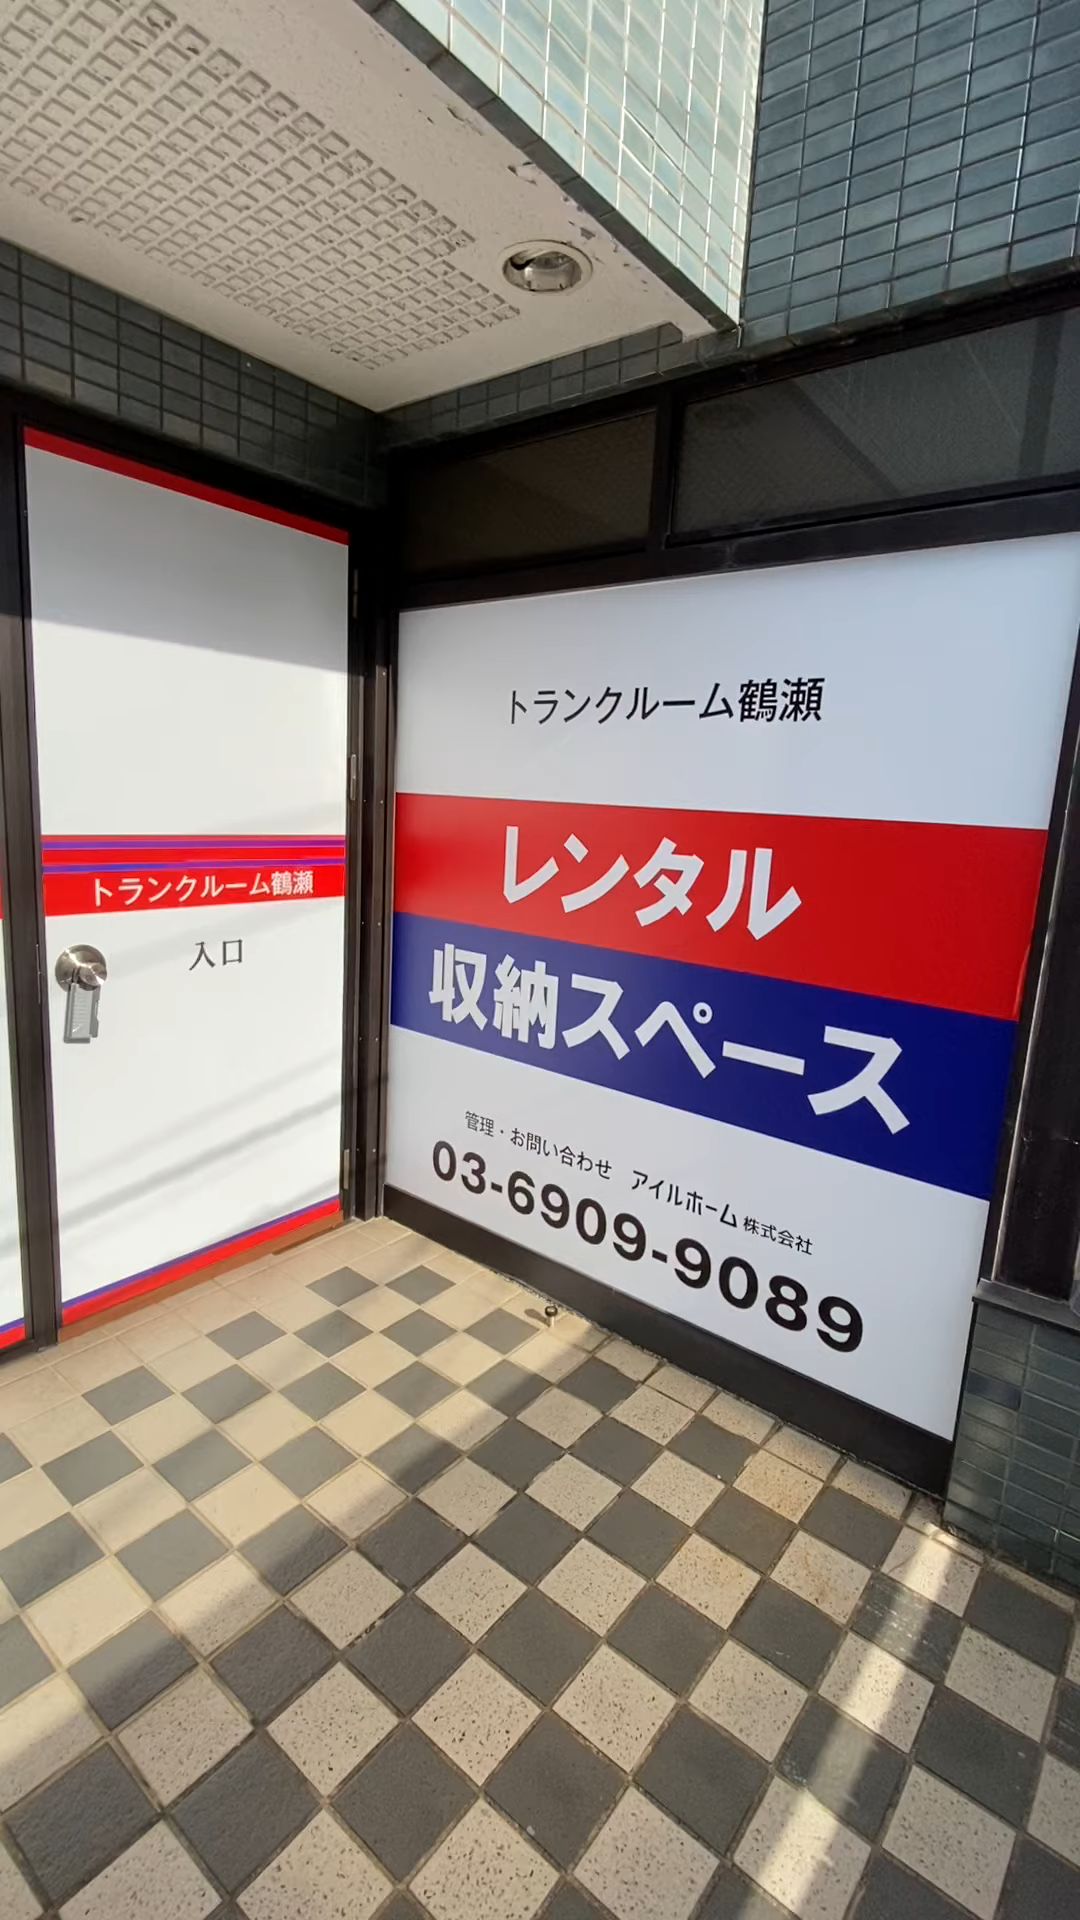 トランクルーム鶴瀬
入口
トランクルーム鶴瀬
レンタル
収納スペース
管理・お問い合わせ アイルホーム株式会社
03-6909-9089